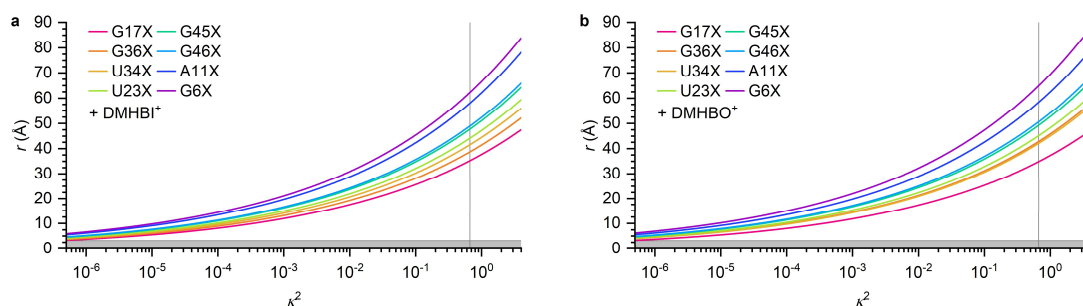 a
90
80
70
60
50
40
30
20
10
0
r (Å)
G17X G45X
G36X G46X
U34X A11X
U23X G6X
+ DMHBI⁺
10⁻⁶ 10⁻⁵ 10⁻⁴ 10⁻³ 10⁻² 10⁻¹ 10⁰
κ²
b
90
80
70
60
50
40
30
20
10
0
r (Å)
G17X G45X
G36X G46X
U34X A11X
U23X G6X
+ DMHBO⁺
10⁻⁶ 10⁻⁵ 10⁻⁴ 10⁻³ 10⁻² 10⁻¹ 10⁰
κ²